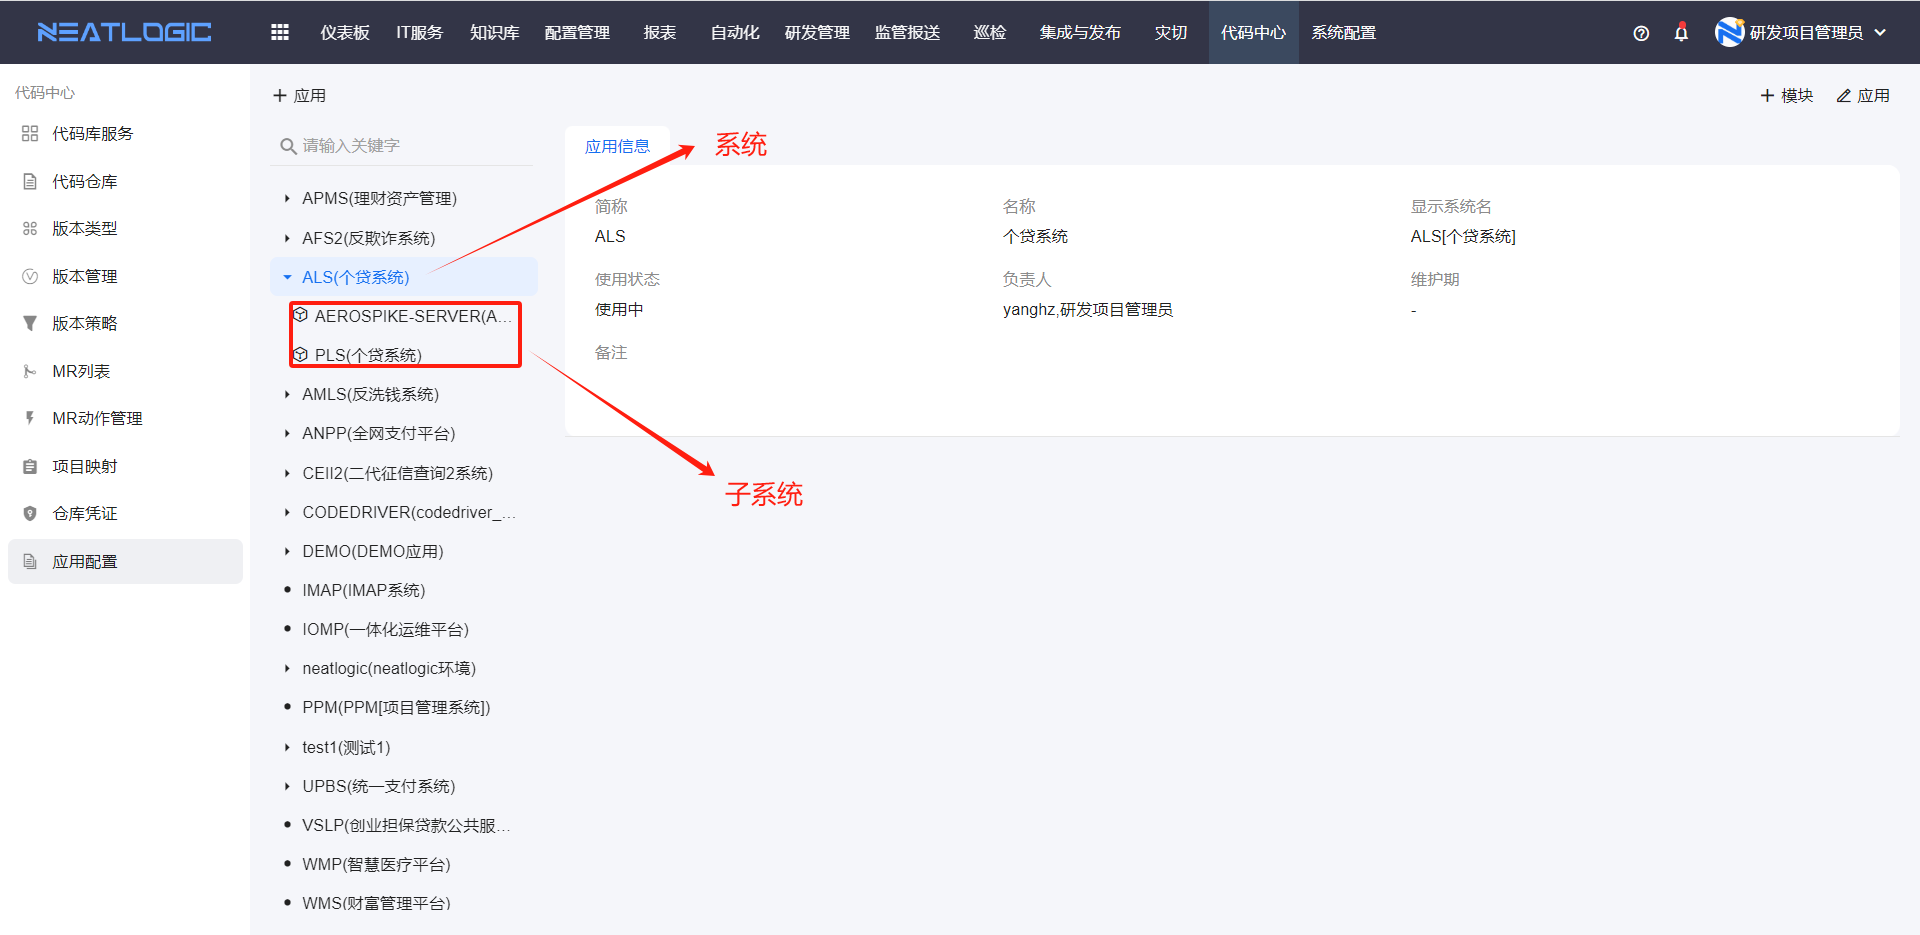 NEATLOGIC
仪表板 IT服务 知识库 配置管理 报表 自动化 研发管理 监管报送 巡检 集成与发布 灾切 代码中心 系统配置
研发项目管理员
代码中心
代码库服务
代码仓库
版本类型
版本管理
版本策略
MR列表
MR动作管理
项目映射
仓库凭证
应用配置
应用
模块 应用
请输入关键字
APMS(理财资产管理)
AFS2(反欺诈系统)
ALS(个贷系统)
AEROSPIKE-SERVER(A...
PLS(个贷系统)
AMLS(反洗钱系统)
ANPP(全网支付平台)
CEII2(二代征信查询2系统)
CODEDRIVER(codedriver_...
DEMO(DEMO应用)
IMAP(IMAP系统)
IOMP(一体化运维平台)
neatlogic(neatlogic环境)
PPM(PPM[项目管理系统])
test1(测试1)
UPBS(统一支付系统)
VSLP(创业担保贷款公共服...
WMP(智慧医疗平台)
WMS(财富管理平台)
应用信息
系统
简称 名称 显示系统名
ALS 个贷系统 ALS[个贷系统]
使用状态 负责人 维护期
使用中 yanghz,研发项目管理员 -
备注
子系统